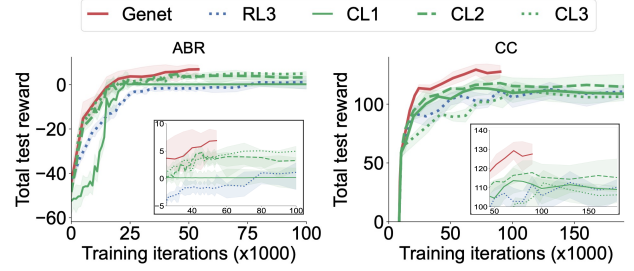 Genet RL3 CL1 CL2 CL3
ABR
Total test reward
0
−20
−40
−60
0 25 50 75 100
Training iterations (x1000)
10
5
0
−5
40 60 80 100
CC
Total test reward
100
50
0
0 50 100 150
Training iterations (x1000)
140
130
120
110
100
50 100 150